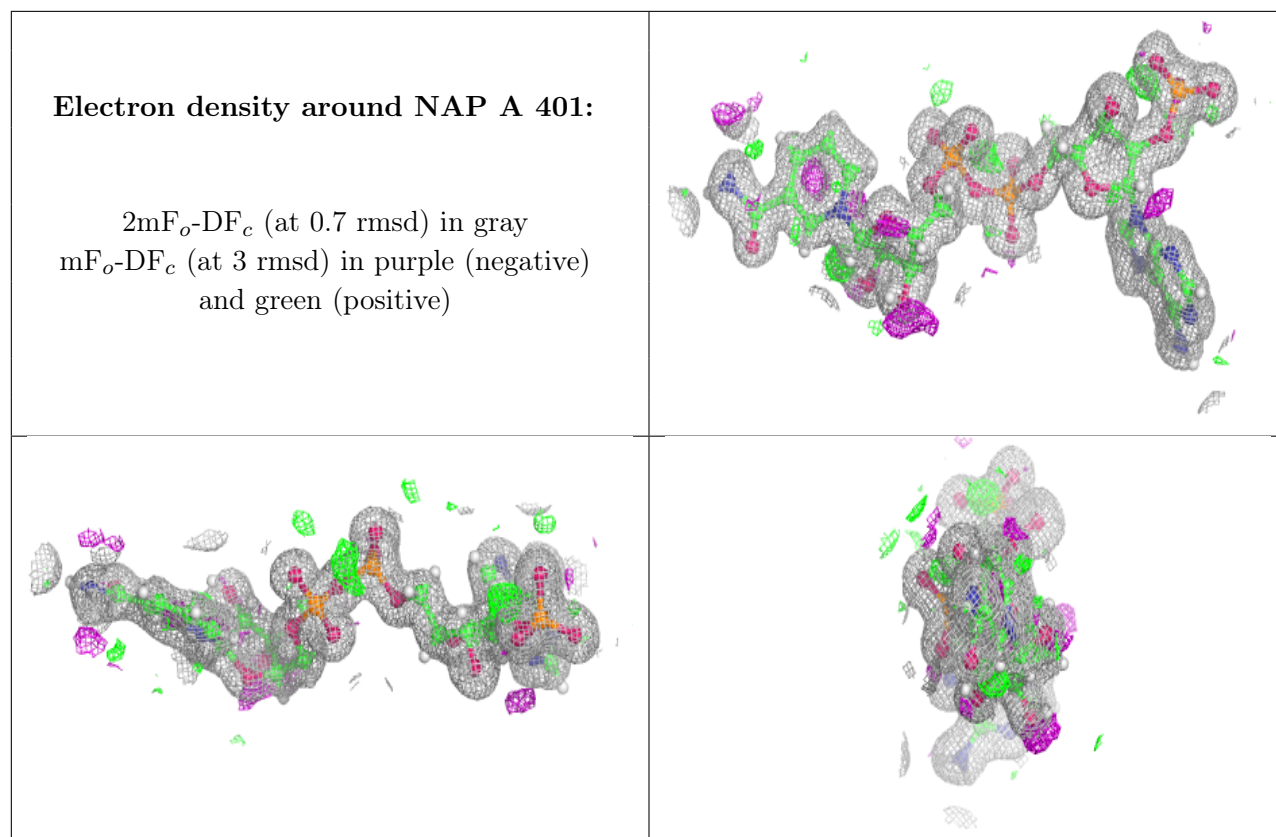 Electron density around NAP A 401:
2mFₒ-DF𝒸 (at 0.7 rmsd) in gray
mFₒ-DF𝒸 (at 3 rmsd) in purple (negative)
and green (positive)